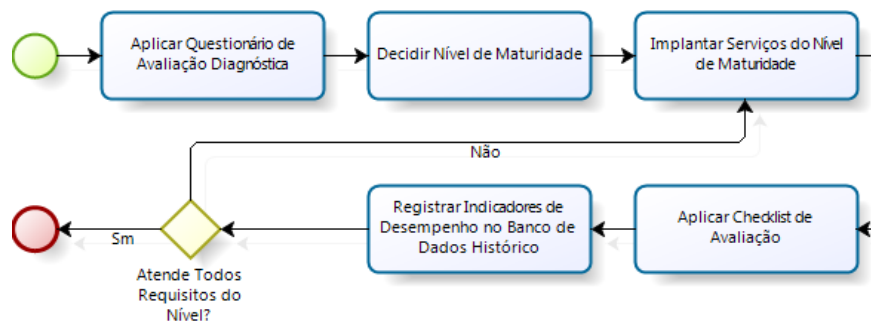 Aplicar Questionário de
Avaliação Diagnóstica
Decidir Nível de Maturidade
Implantar Serviços do Nível
de Maturidade
Não
Sm
Atende Todos
Requisitos do
Nível?
Registrar Indicadores de
Desempenho no Banco de
Dados Histórico
Aplicar Checklist de
Avaliação